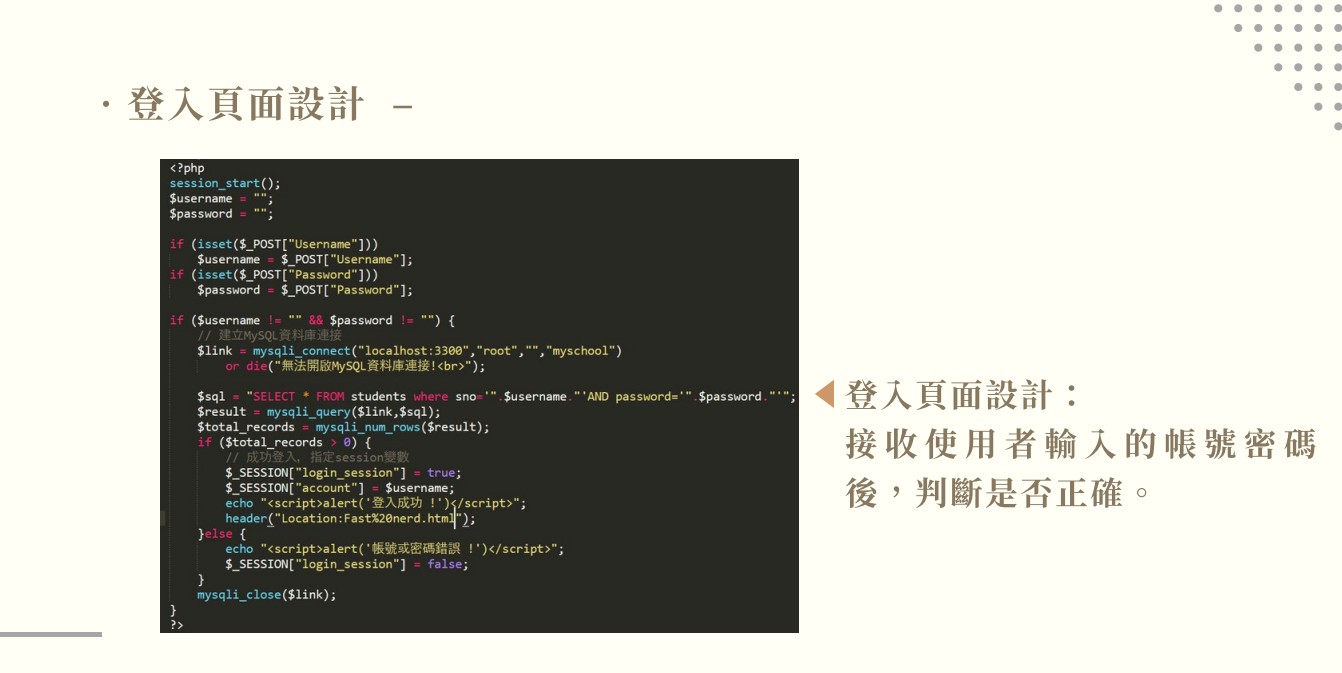 ・登入頁面設計 –
<?php
session_start();
$username = "";
$password = "";
if (isset($_POST["Username"]))
    $username = $_POST["Username"];
if (isset($_POST["Password"]))
    $password = $_POST["Password"];
if ($username != "" && $password != "") {
    // 建立MySQL資料庫連接
    $link = mysqli_connect("localhost:3300","root","","myschool")
        or die("無法開啟MySQL資料庫連接!<br>");
    $sql = "SELECT * FROM students where sno='".$username."'AND password='".$password."'";
    $result = mysqli_query($link,$sql);
    $total_records = mysqli_num_rows($result);
    if ($total_records > 0) {
        // 成功登入, 指定session變數
        $_SESSION["login_session"] = true;
        $_SESSION["account"] = $username;
        echo "<script>alert('登入成功 !')</script>";
        header("Location:Fast%20nerd.html");
    }else {
        echo "<script>alert('帳號或密碼錯誤 !')</script>";
        $_SESSION["login_session"] = false;
    }
    mysqli_close($link);
}
?>
登入頁面設計：
接收使用者輸入的帳號密碼
後，判斷是否正確。